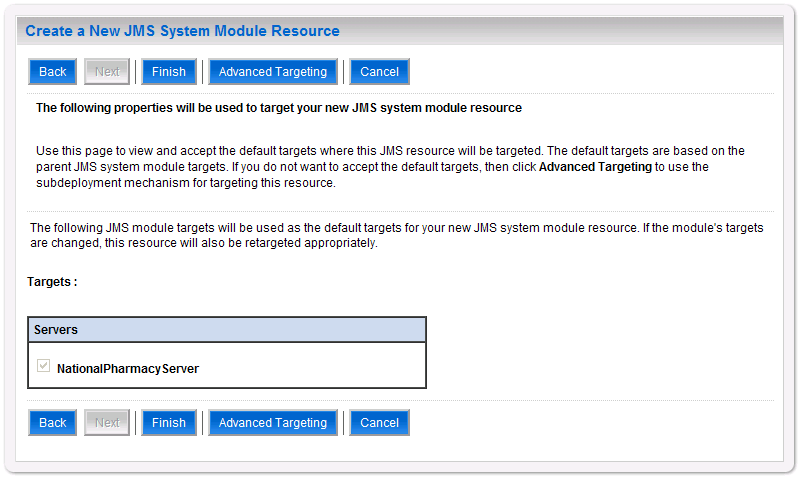 Create a New JMS System Module Resource
Back Next Finish Advanced Targeting Cancel
The following properties will be used to target your new JMS system module resource
Use this page to view and accept the default targets where this JMS resource will be targeted. The default targets are based on the
parent JMS system module targets. If you do not want to accept the default targets, then click Advanced Targeting to use the
subdeployment mechanism for targeting this resource.
The following JMS module targets will be used as the default targets for your new JMS system module resource. If the module's targets
are changed, this resource will also be retargeted appropriately.
Targets :
Servers
NationalPharmacyServer
Back Next Finish Advanced Targeting Cancel